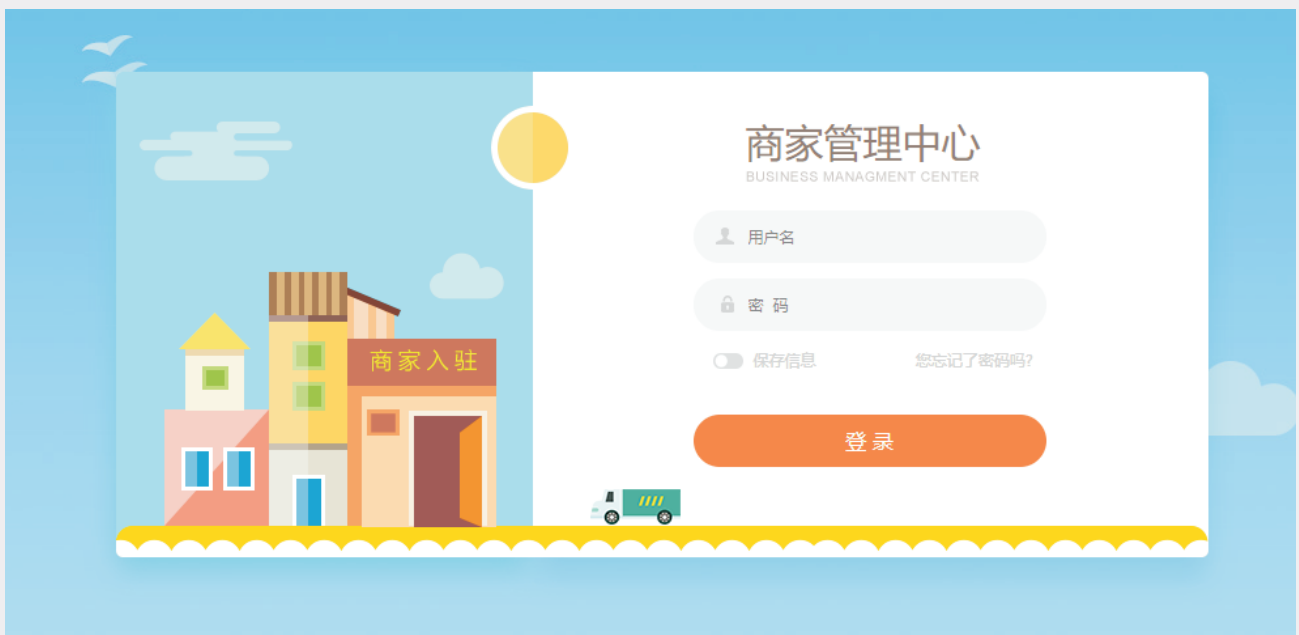 商家管理中心
BUSINESS MANAGMENT CENTER
用户名
密 码
保存信息 您忘记了密码吗?
登录
商家入驻